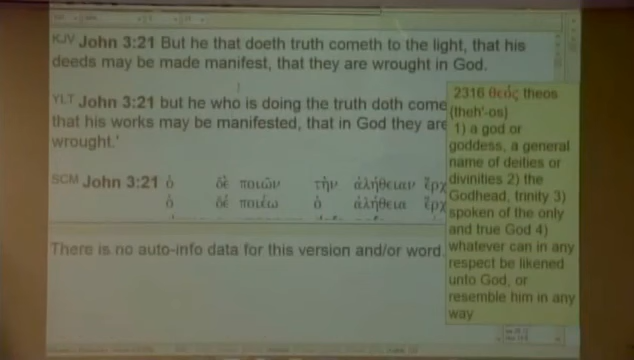 KJV John 3:21 But he that doeth truth cometh to the light, that his
deeds may be made manifest, that they are wrought in God.
YLT John 3:21 but he who is doing the truth doth come
that his works may be manifested, that in God they are
wrought.'
SCM John 3:21 ὁ δὲ ποιῶν τὴν ἀλήθειαν ἔρχ
ὁ δέ ποιέω ὁ ἀλήθεια ἔρχ
There is no auto-info data for this version and/or word.
2316 θεός theos
{theh'-os}
1) a god or
goddess, a general
name of deities or
divinities 2) the
Godhead, trinity 3)
spoken of the only
and true God 4)
whatever can in any
respect be likened
unto God, or
resemble him in any
way